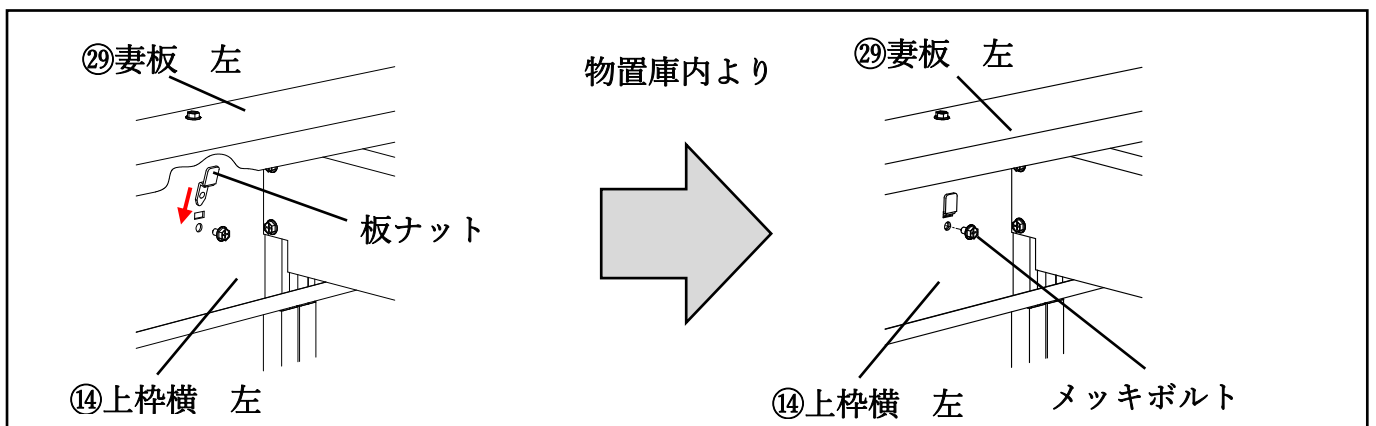 ㉙妻板　左
物置庫内より
㉙妻板　左
板ナット
⑭上枠横　左
⑭上枠横　左
メッキボルト